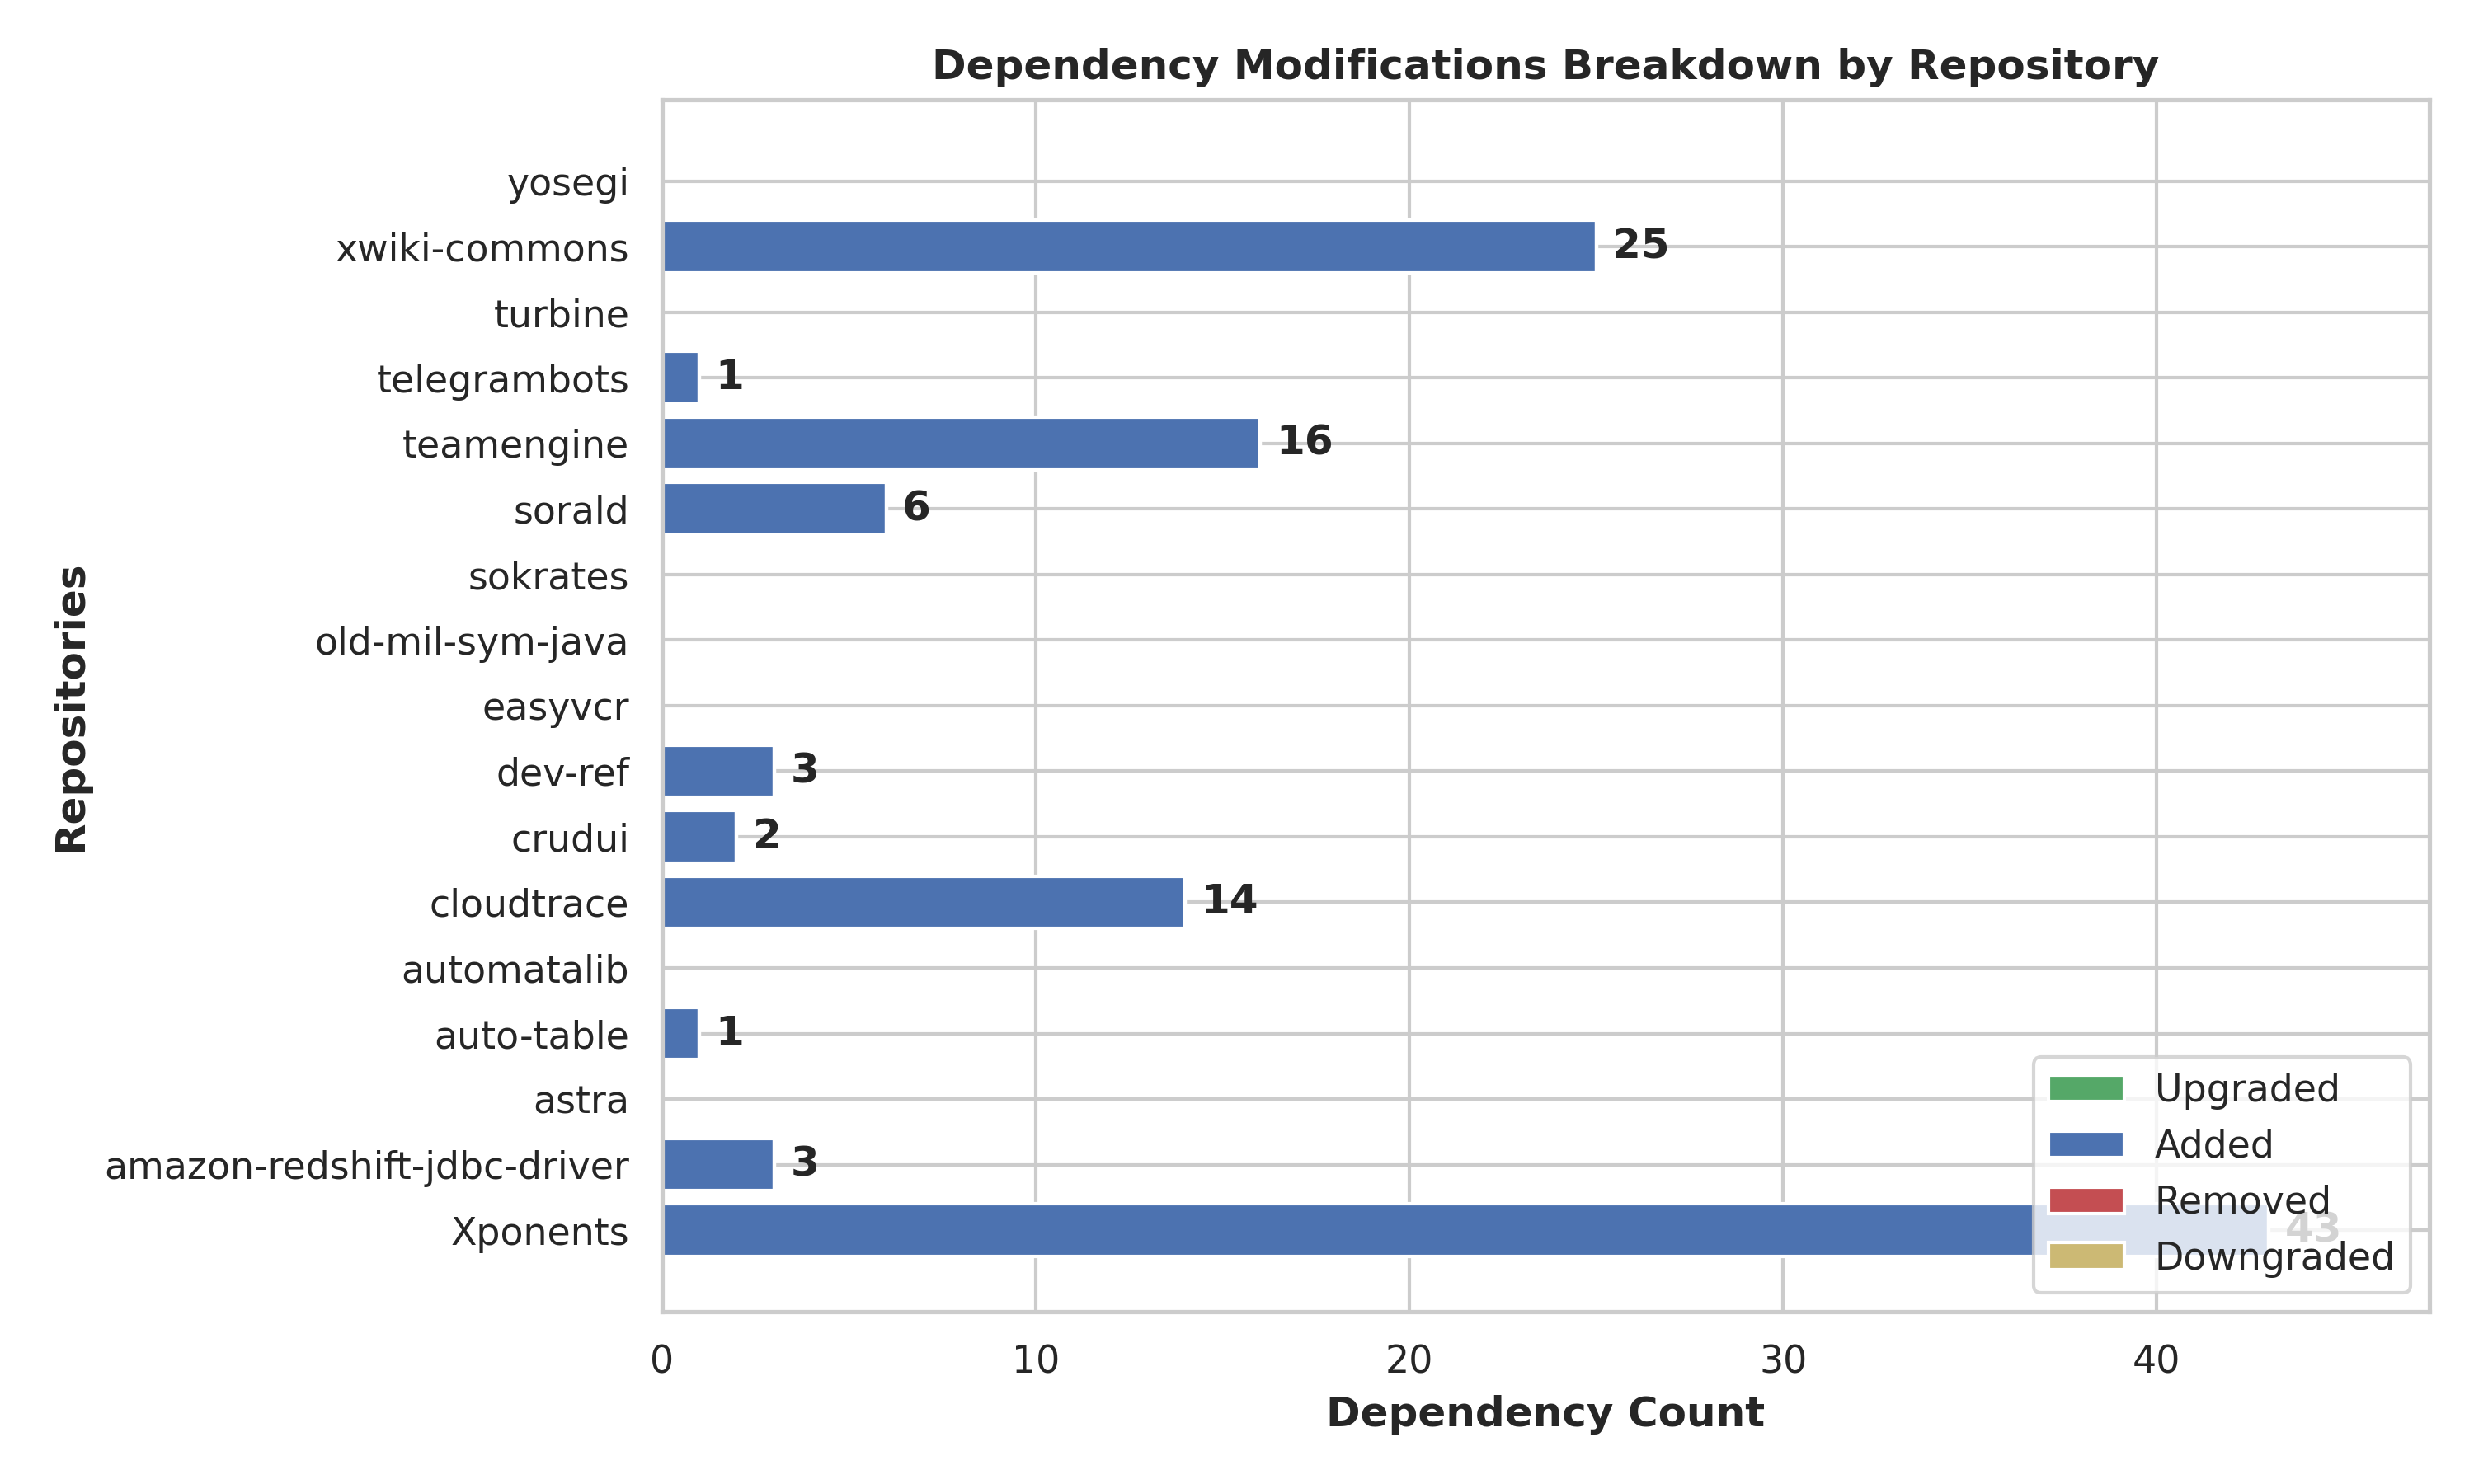 Dependency Modifications Breakdown by Repository
Repositories
yosegi
xwiki-commons
25
turbine
telegrambots
1
teamengine
16
sorald
6
sokrates
old-mil-sym-java
easyvcr
dev-ref
3
crudui
2
cloudtrace
14
automatalib
auto-table
1
astra
amazon-redshift-jdbc-driver
3
Xponents
43
Upgraded
Added
Removed
Downgraded
0 10 20 30 40
Dependency Count